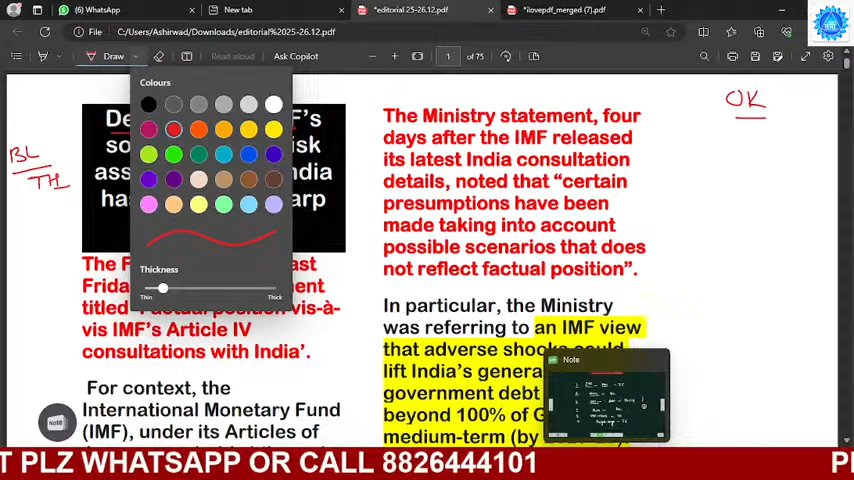 (6) WhatsApp
New tab
*editorial 25-26.12.pdf
*ilovepdf_merged (7).pdf
File
C:/Users/Ashirwad/Downloads/editorial%2025-26.12.pdf
Draw
Read aloud
Ask Copilot
1
of 75
Colours
Thickness
Thin
Thick
BL
TH
OK
The Ministry statement, four
days after the IMF released
its latest India consultation
details, noted that “certain
presumptions have been
made taking into account
possible scenarios that does
not reflect factual position”.
In particular, the Ministry
was referring to an IMF view
that adverse shocks could
lift India’s general
government debt
beyond 100% of
medium-term (by
vis IMF’s Article IV
consultations with India’.
For context, the
International Monetary Fund
(IMF), under its Articles of
Note
Note
T PLZ WHATSAPP OR CALL 8826444101